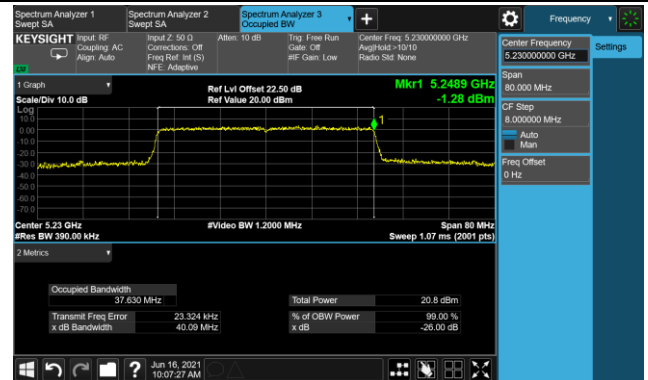 Spectrum Analyzer 1
Swept SA
Spectrum Analyzer 2
Swept SA
Spectrum Analyzer 3
Occupied BW
Frequency
KEYSIGHT
Input: RF
Coupling: AC
Align: Auto
Input Z: 50 Ω
Corrections: Off
Freq Ref: Int (S)
NFE: Adaptive
Atten: 10 dB
Trig: Free Run
Gate: Off
#IF Gain: Low
Center Freq: 5.230000000 GHz
Avg|Hold:>10/10
Radio Std: None
LXI
Center Frequency
5.230000000 GHz
Settings
Span
80.000 MHz
CF Step
8.000000 MHz
Auto
Man
Freq Offset
0 Hz
1 Graph
Scale/Div 10.0 dB
Ref Lvl Offset 22.50 dB
Ref Value 20.00 dBm
Mkr1 5.2489 GHz
-1.28 dBm
Log
10.0
0.00
-10.0
-20.0
-30.0
-40.0
-50.0
-60.0
-70.0
1
Center 5.23 GHz
#Res BW 390.00 kHz
#Video BW 1.2000 MHz
Span 80 MHz
Sweep 1.07 ms (2001 pts)
2 Metrics
Occupied Bandwidth
37.630 MHz
Total Power 20.8 dBm
Transmit Freq Error 23.324 kHz
% of OBW Power 99.00 %
x dB Bandwidth 40.09 MHz
x dB -26.00 dB
?
Jun 16, 2021
10:07:27 AM